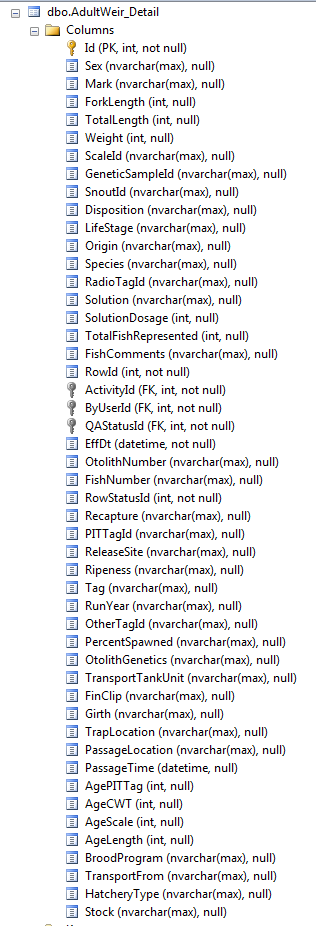 dbo.AdultWeir_Detail
Columns
Id (PK, int, not null)
Sex (nvarchar(max), null)
Mark (nvarchar(max), null)
ForkLength (int, null)
TotalLength (int, null)
Weight (int, null)
ScaleId (nvarchar(max), null)
GeneticSampleId (nvarchar(max), null)
SnoutId (nvarchar(max), null)
Disposition (nvarchar(max), null)
LifeStage (nvarchar(max), null)
Origin (nvarchar(max), null)
Species (nvarchar(max), null)
RadioTagId (nvarchar(max), null)
Solution (nvarchar(max), null)
SolutionDosage (int, null)
TotalFishRepresented (int, null)
FishComments (nvarchar(max), null)
RowId (int, not null)
ActivityId (FK, int, not null)
ByUserId (FK, int, not null)
QAStatusId (FK, int, not null)
EffDt (datetime, not null)
OtolithNumber (nvarchar(max), null)
FishNumber (nvarchar(max), null)
RowStatusId (int, not null)
Recapture (nvarchar(max), null)
PITTagId (nvarchar(max), null)
ReleaseSite (nvarchar(max), null)
Ripeness (nvarchar(max), null)
Tag (nvarchar(max), null)
RunYear (nvarchar(max), null)
OtherTagId (nvarchar(max), null)
PercentSpawned (nvarchar(max), null)
OtolithGenetics (nvarchar(max), null)
TransportTankUnit (nvarchar(max), null)
FinClip (nvarchar(max), null)
Girth (nvarchar(max), null)
TrapLocation (nvarchar(max), null)
PassageLocation (nvarchar(max), null)
PassageTime (datetime, null)
AgePITTag (int, null)
AgeCWT (int, null)
AgeScale (int, null)
AgeLength (int, null)
BroodProgram (nvarchar(max), null)
TransportFrom (nvarchar(max), null)
HatcheryType (nvarchar(max), null)
Stock (nvarchar(max), null)